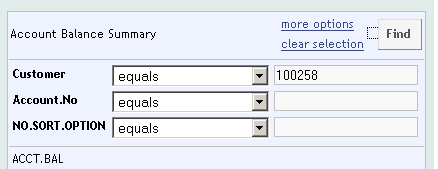 more options
Account Balance Summary
Find
clear selection
Customer equals 100258
Account.No equals
NO.SORT.OPTION equals
ACCT.BAL